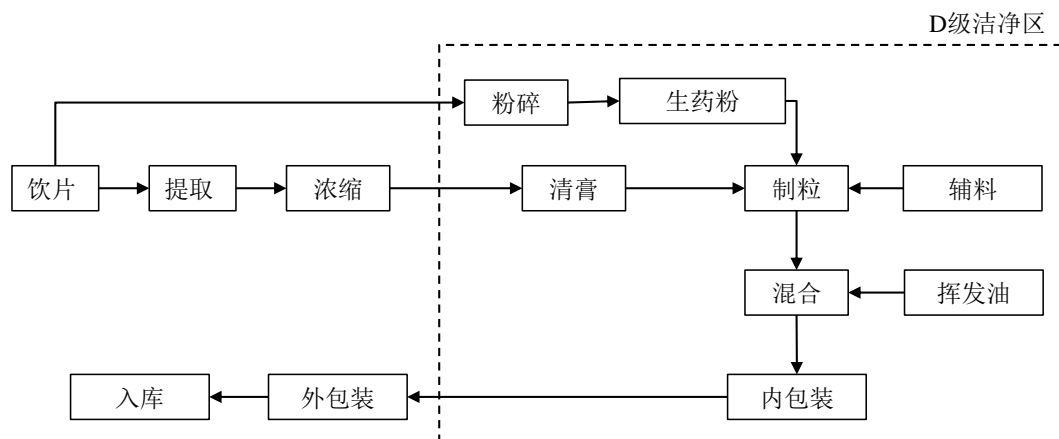 D级洁净区
粉碎
生药粉
饮片
提取
浓缩
清膏
制粒
辅料
混合
挥发油
入库
外包装
内包装